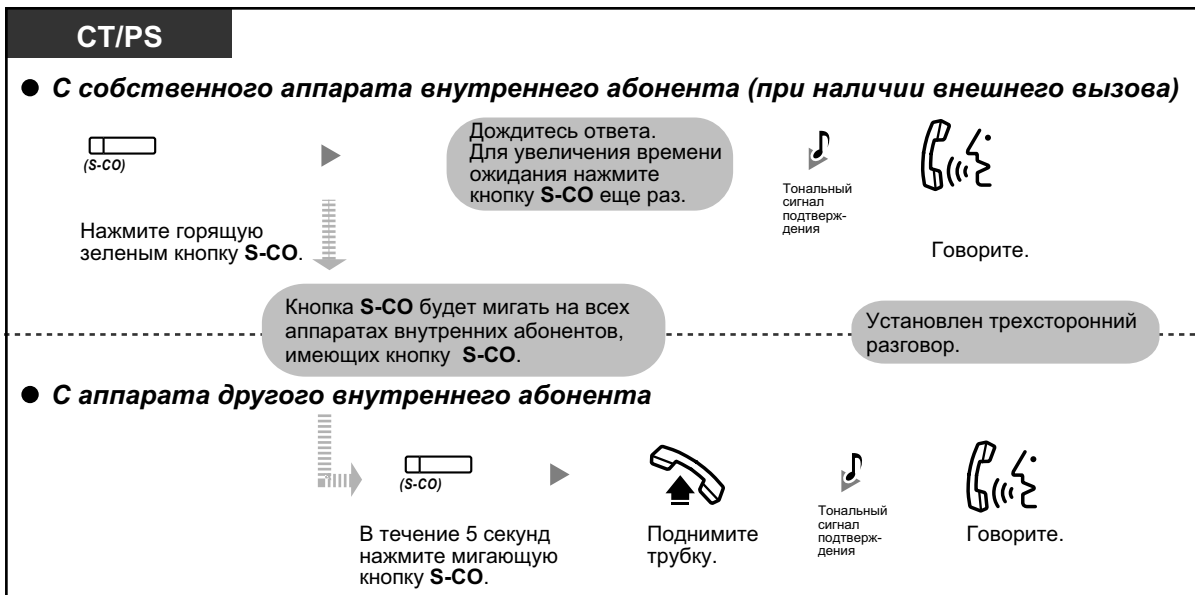 CT/PS
С собственного аппарата внутреннего абонента (при наличии внешнего вызова)
(S-CO)
Нажмите горящую
зеленым кнопку S-CO.
Дождитесь ответа.
Для увеличения времени
ожидания нажмите
кнопку S-CO еще раз.
Тональный
сигнал
подтверж-
дения
Говорите.
Кнопка S-CO будет мигать на всех
аппаратах внутренних абонентов,
имеющих кнопку S-CO.
Установлен трехсторонний
разговор.
С аппарата другого внутреннего абонента
(S-CO)
В течение 5 секунд
нажмите мигающую
кнопку S-CO.
Поднимите
трубку.
Тональный
сигнал
подтверж-
дения
Говорите.